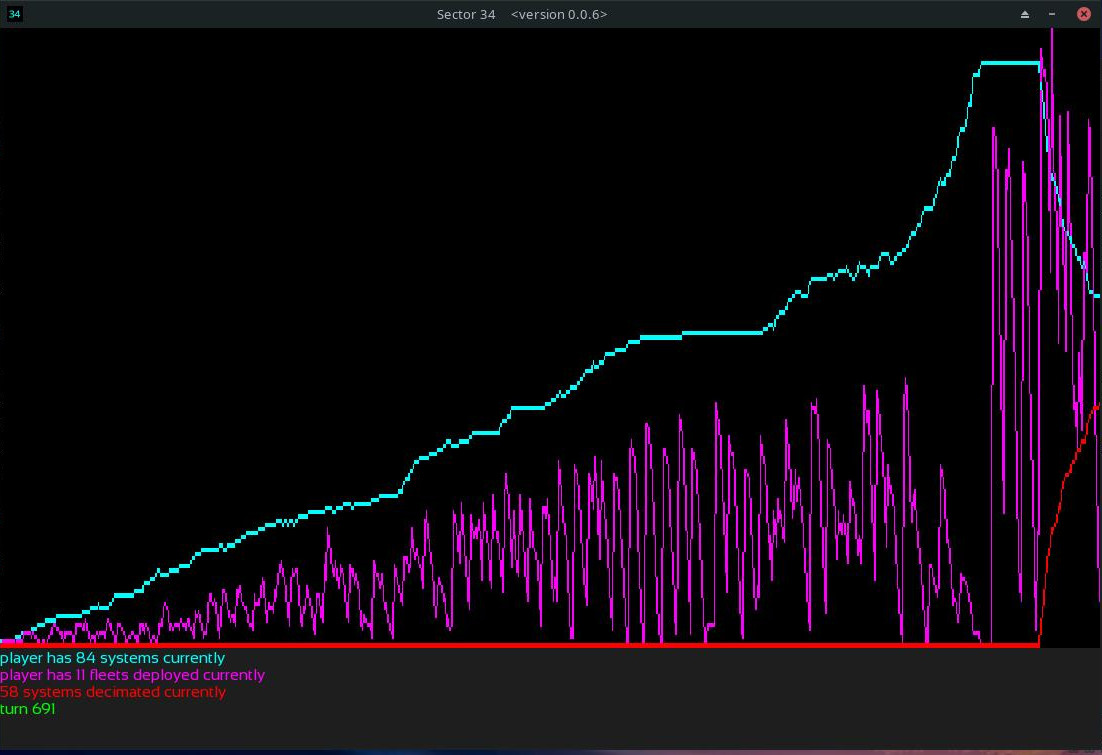 34 Sector 34 <version 0.0.6>
player has 84 systems currently
player has 11 fleets deployed currently
58 systems decimated currently
turn 691